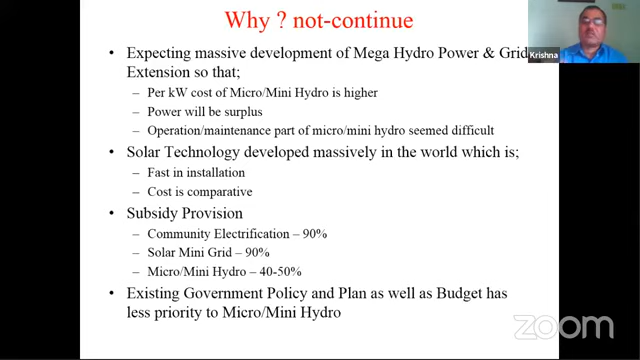 Why ? not-continue
• Expecting massive development of Mega Hydro Power & Grid
Extension so that;
– Per kW cost of Micro/Mini Hydro is higher
– Power will be surplus
– Operation/maintenance part of micro/mini hydro seemed difficult
• Solar Technology developed massively in the world which is;
– Fast in installation
– Cost is comparative
• Subsidy Provision
– Community Electrification – 90%
– Solar Mini Grid – 90%
– Micro/Mini Hydro – 40-50%
• Existing Government Policy and Plan as well as Budget has
less priority to Micro/Mini Hydro
Krishna
zoom